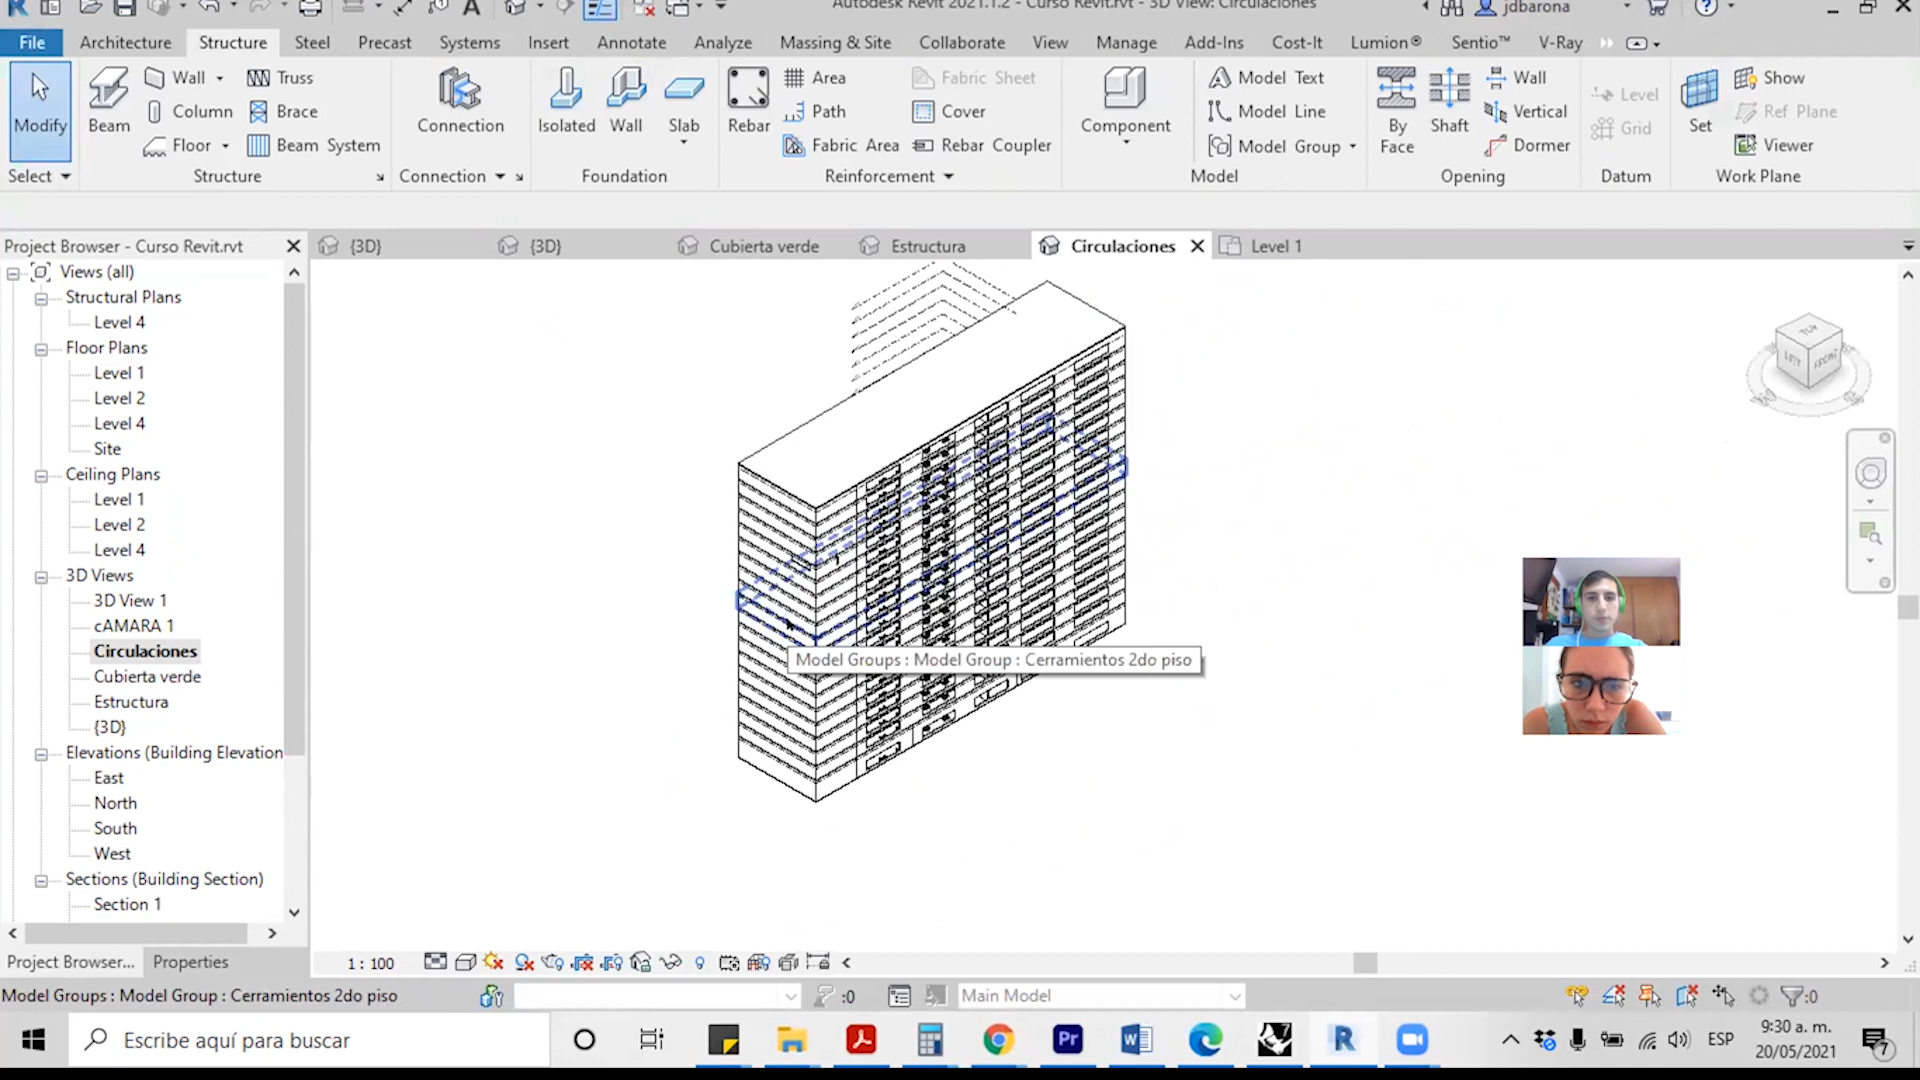 Autodesk Revit 2021.1.2 - Curso Revit.rvt - 3D View: Circulaciones
jdbarona
File Architecture Structure Steel Precast Systems Insert Annotate Analyze Massing & Site Collaborate View Manage Add-Ins Cost-It Lumion® Sentio™ V-Ray
Wall Truss Area Fabric Sheet Model Text Wall Show
Column Brace Path Cover Model Line Vertical Level Ref Plane
Modify Beam Connection Isolated Wall Slab Rebar Component By Face Shaft Grid Set
Floor Beam System Fabric Area Rebar Coupler Model Group Dormer Viewer
Select Structure Connection Foundation Reinforcement Model Opening Datum Work Plane
Project Browser - Curso Revit.rvt
{3D} {3D} Cubierta verde Estructura Circulaciones Level 1
Views (all)
Structural Plans
Level 4
Floor Plans
Level 1
Level 2
Level 4
Site
Ceiling Plans
Level 1
Level 2
Level 4
3D Views
3D View 1
cAMARA 1
Circulaciones
Cubierta verde
Estructura
{3D}
Elevations (Building Elevation
East
North
South
West
Sections (Building Section)
Section 1
TOP
LEFT FRONT
Model Groups : Model Group : Cerramientos 2do piso
Project Browser... Properties
1 : 100
Model Groups : Model Group : Cerramientos 2do piso
:0
Main Model
:0
Escribe aquí para buscar
Pr
ESP
9:30 a. m.
20/05/2021
7